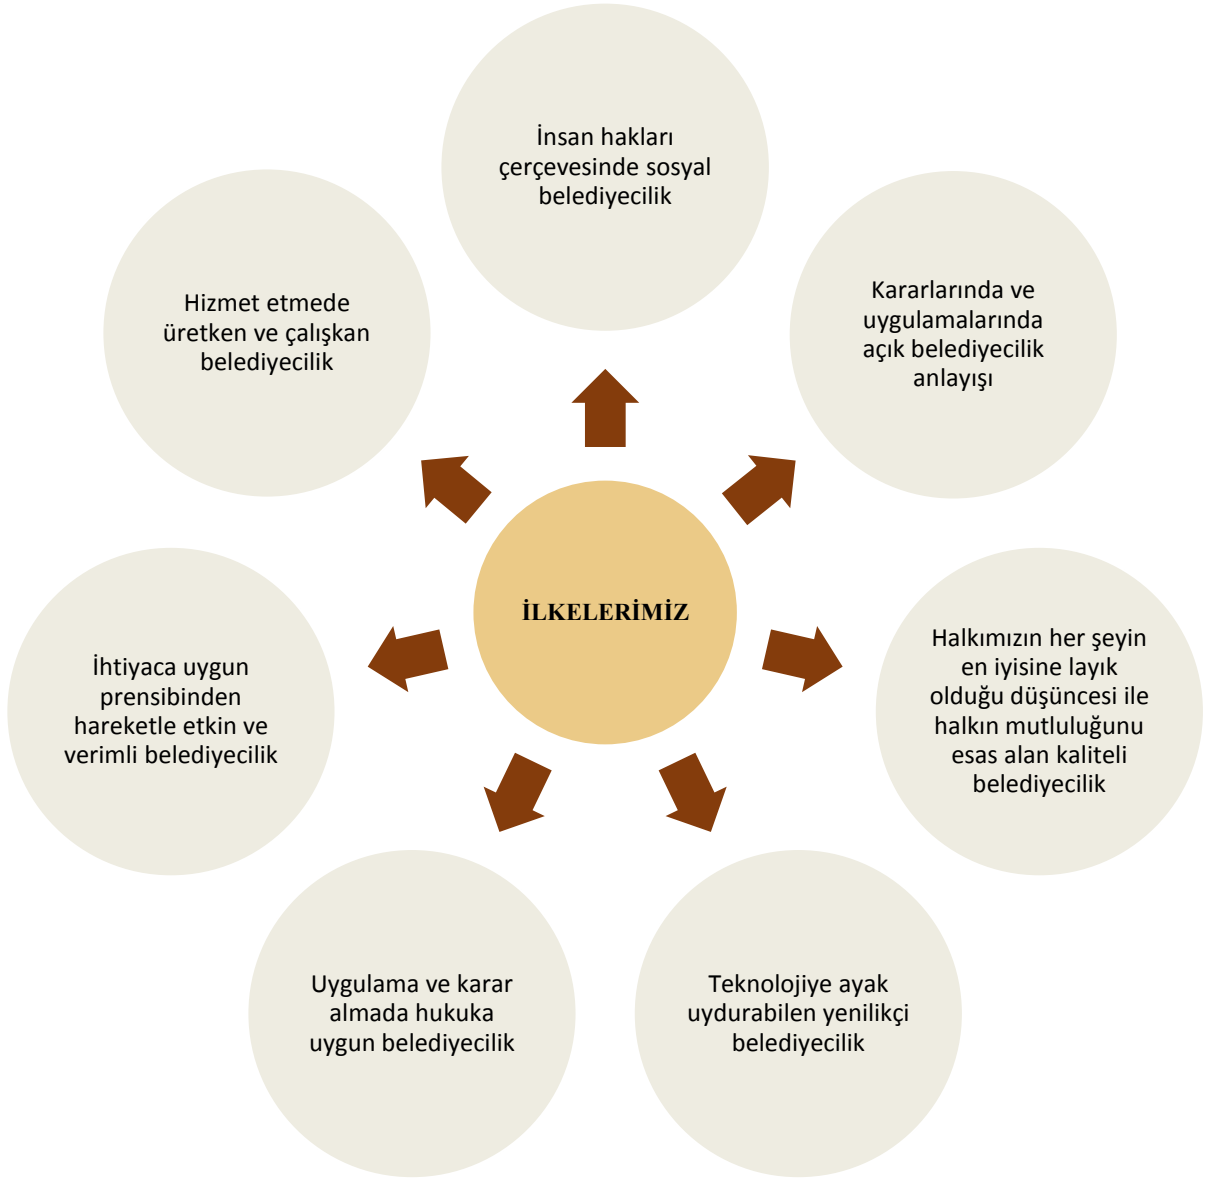 İnsan hakları
çerçevesinde sosyal
belediyecilik
Kararlarında ve
uygulamalarında
açık belediyecilik
anlayışı
Halkımızın her şeyin
en iyisine layık
olduğu düşüncesi ile
halkın mutluluğunu
esas alan kaliteli
belediyecilik
Teknolojiye ayak
uydurabilen yenilikçi
belediyecilik
Uygulama ve karar
almada hukuka
uygun belediyecilik
İhtiyaca uygun
prensibinden
hareketle etkin ve
verimli belediyecilik
Hizmet etmede
üretken ve çalışkan
belediyecilik
İLKELERİMİZ